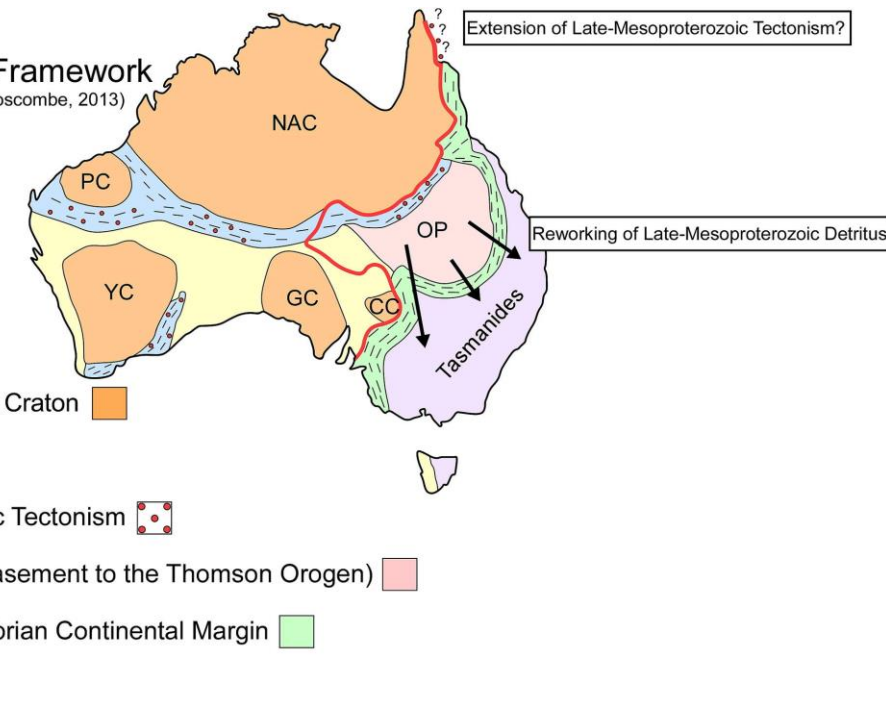 ?
?
?
Extension of Late-Mesoproterozoic Tectonism?
Framework
oscombe, 2013)
NAC
PC
OP
Reworking of Late-Mesoproterozoic Detritus
YC
GC
CC
Tasmanides
Craton
c Tectonism
asement to the Thomson Orogen)
orian Continental Margin